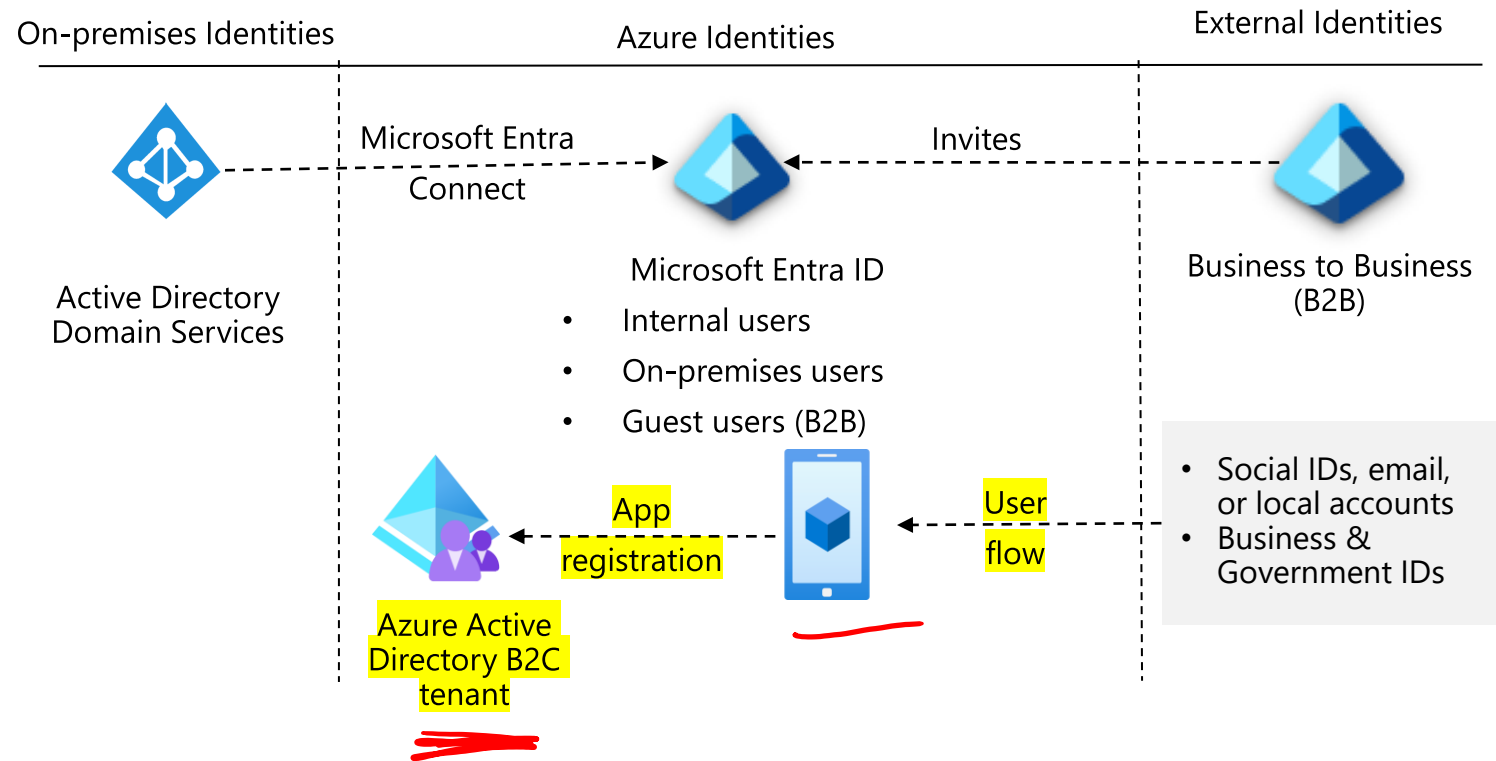 On-premises Identities
Azure Identities
External Identities
Microsoft Entra
Connect
Invites
Active Directory
Domain Services
Microsoft Entra ID
• Internal users
• On-premises users
• Guest users (B2B)
Business to Business
(B2B)
App
registration
User
flow
• Social IDs, email,
or local accounts
• Business &
Government IDs
Azure Active
Directory B2C
tenant